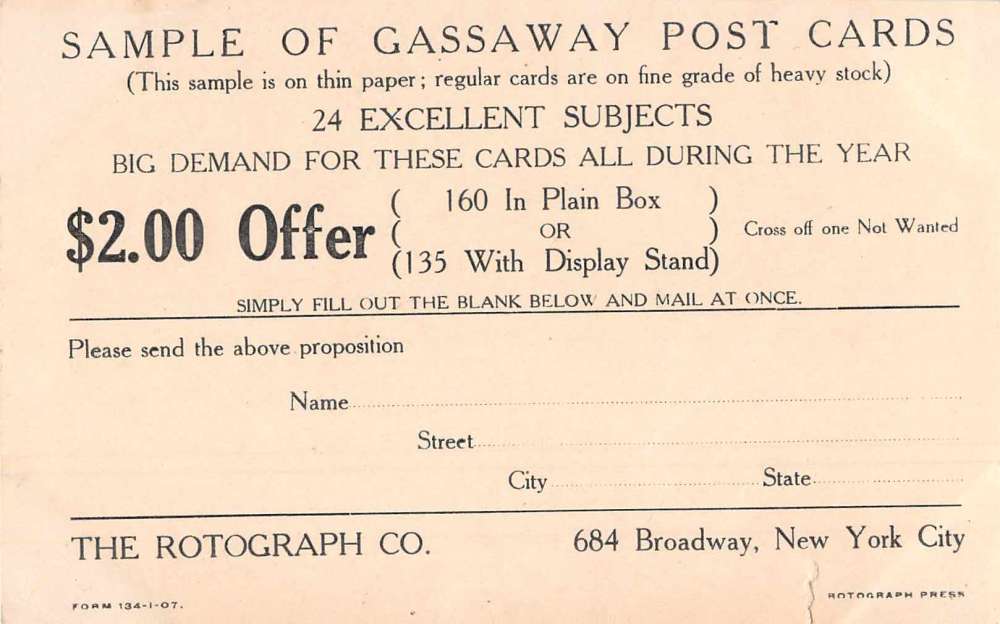 SAMPLE OF GASSAWAY POST CARDS
(This sample is on thin paper; regular cards are on fine grade of heavy stock)
24 EXCELLENT SUBJECTS
BIG DEMAND FOR THESE CARDS ALL DURING THE YEAR
$2.00 Offer
( 160 In Plain Box )
( OR )
(135 With Display Stand)
Cross off one Not Wanted
SIMPLY FILL OUT THE BLANK BELOW AND MAIL AT ONCE.
Please send the above proposition
Name
Street
City State
THE ROTOGRAPH CO. 684 Broadway, New York City
FORM 134-1-07. ROTOGRAPH PRESS